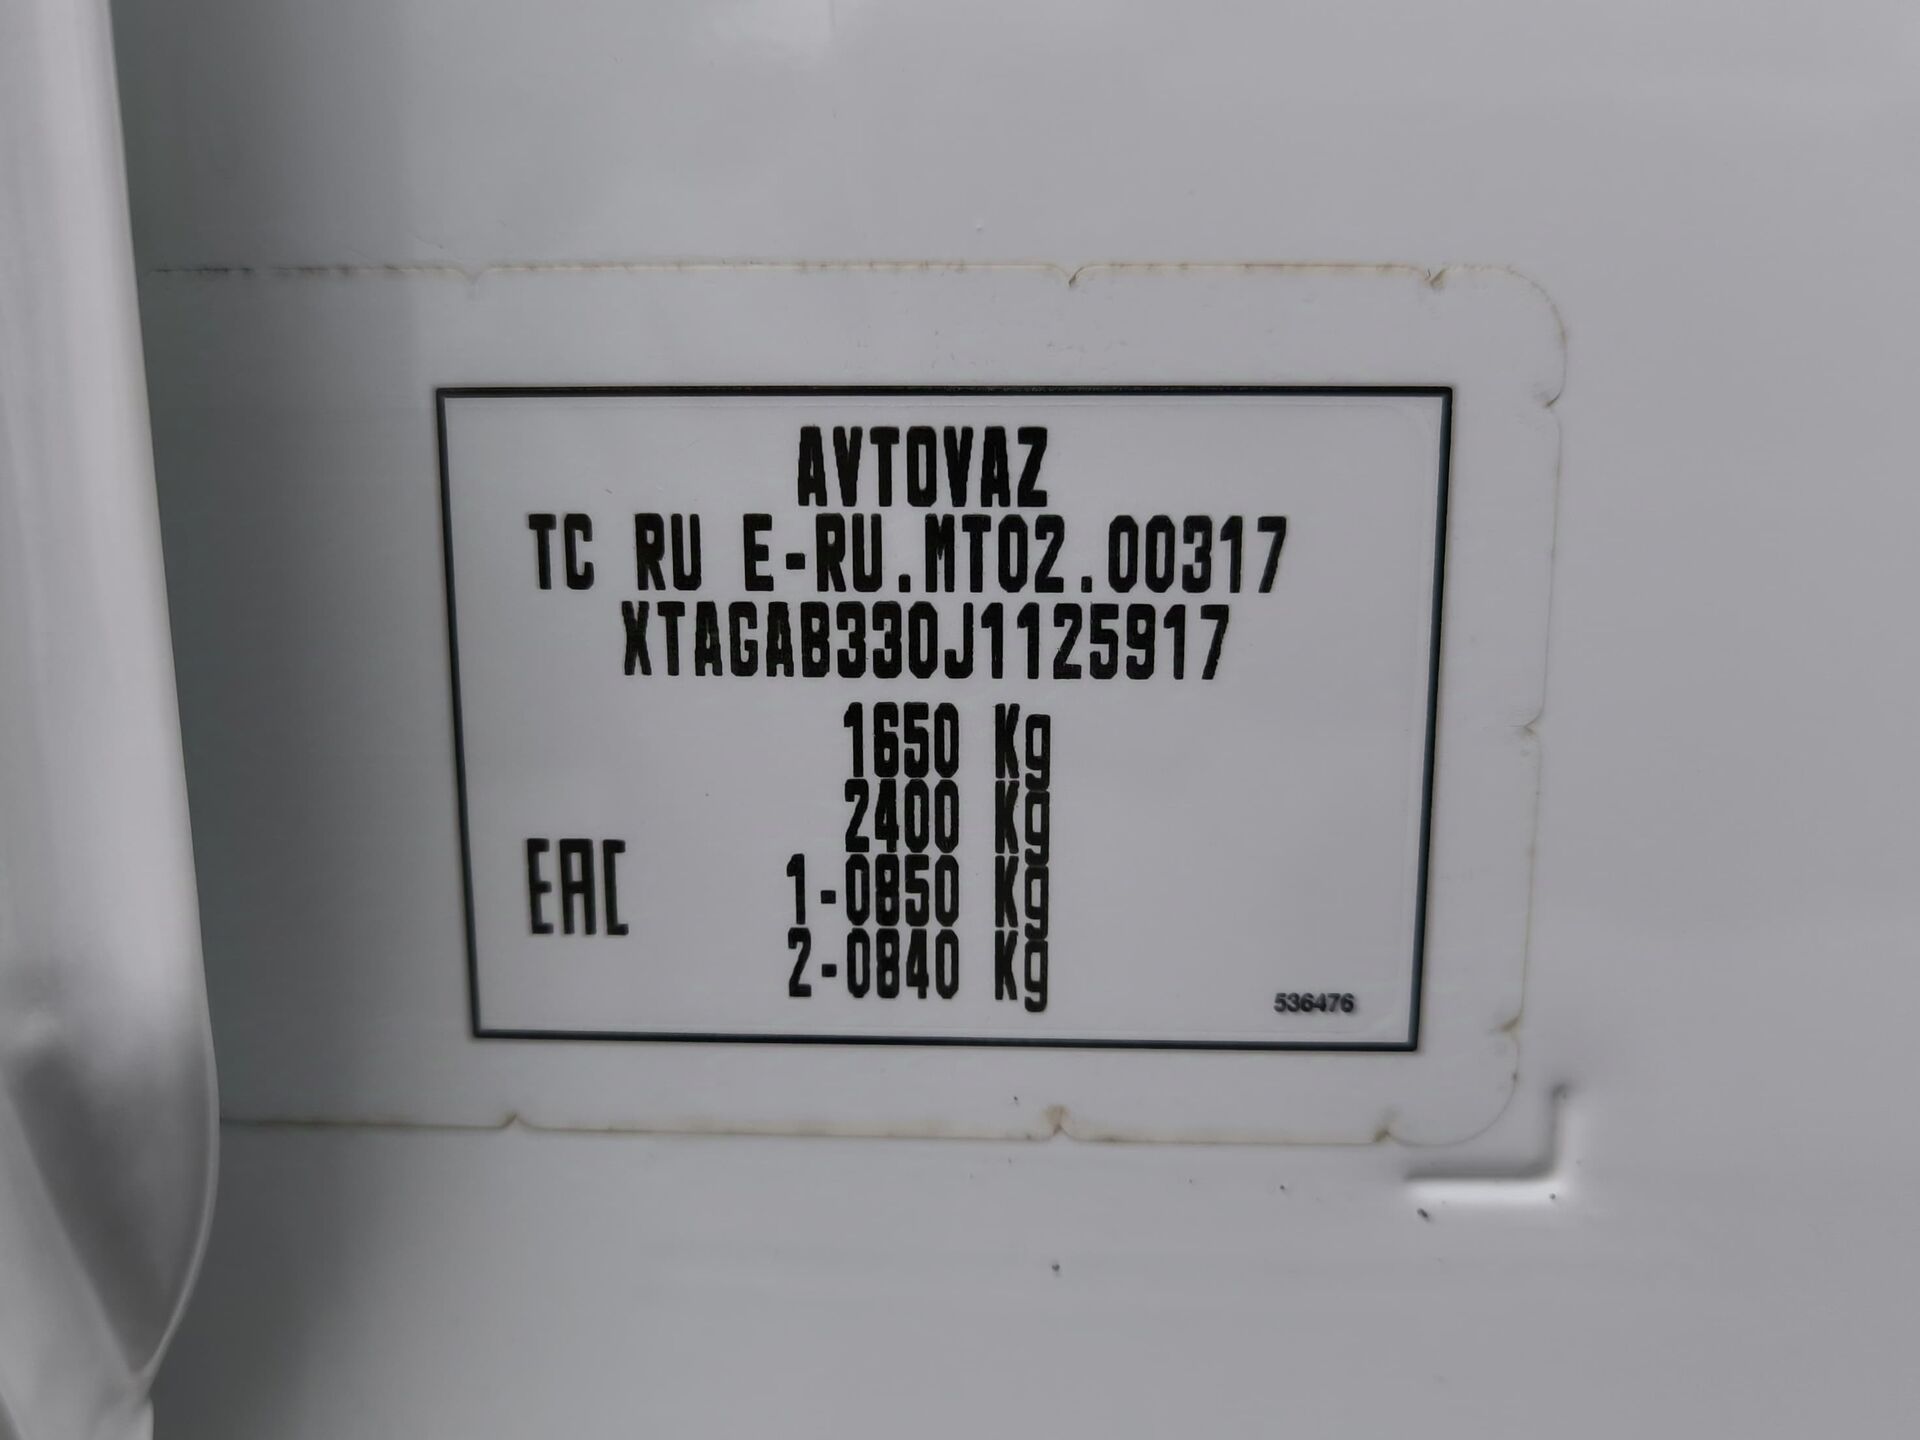 AVTOVAZ
TC RU E-RU.MT02.00317
XTAGAB330J1125917
1650 Kg
2400 Kg
1-0850 Kg
2-0840 Kg
EAC
536476